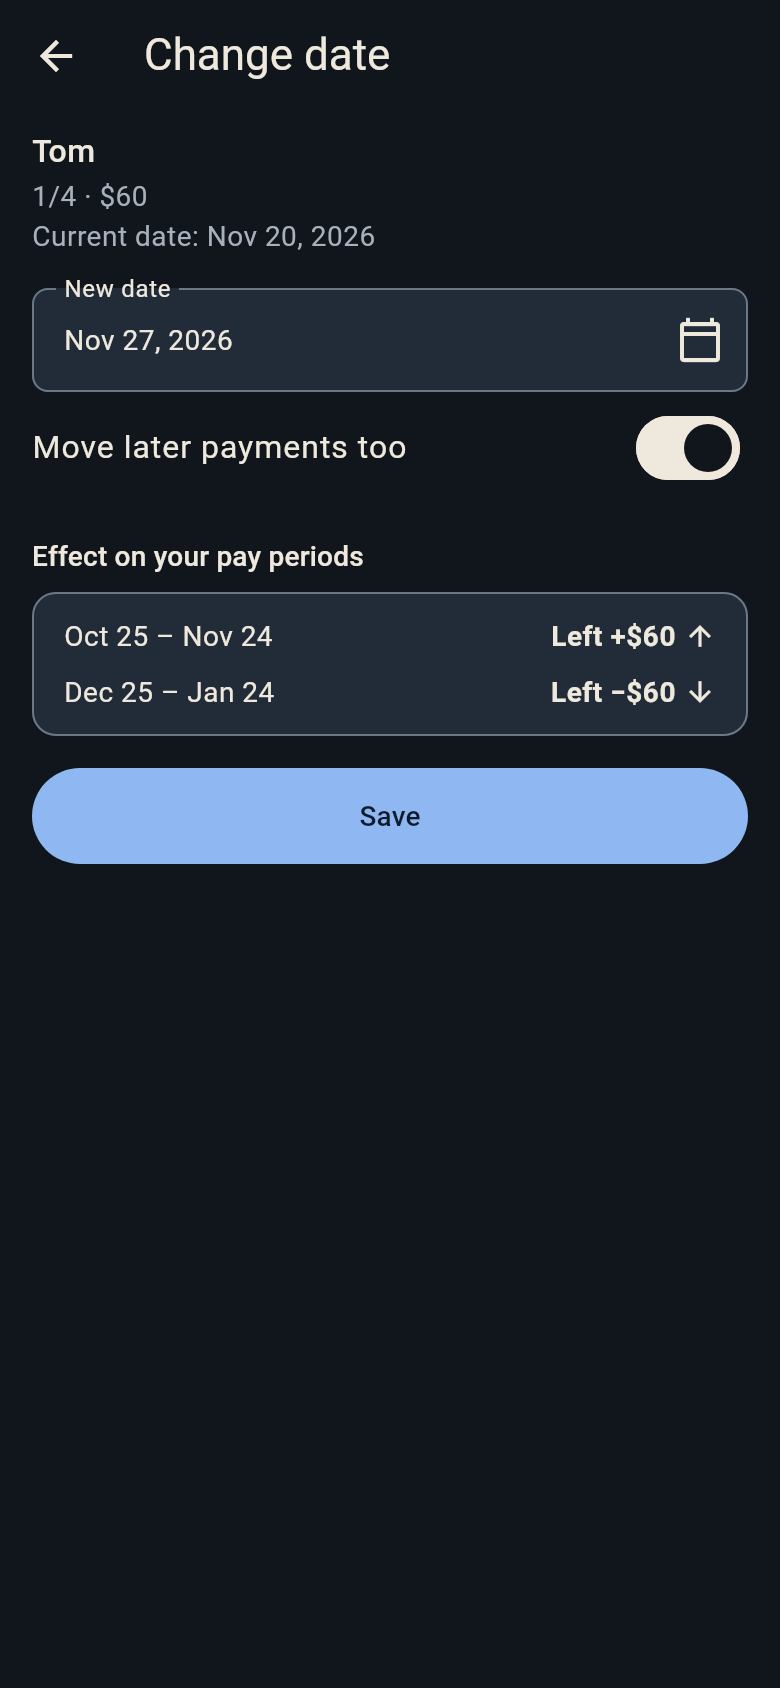 Change date
Tom
1/4 · $60
Current date: Nov 20, 2026
New date
Nov 27, 2026
Move later payments too
Effect on your pay periods
Oct 25 – Nov 24 Left +$60 ↑
Dec 25 – Jan 24 Left −$60 ↓
Save